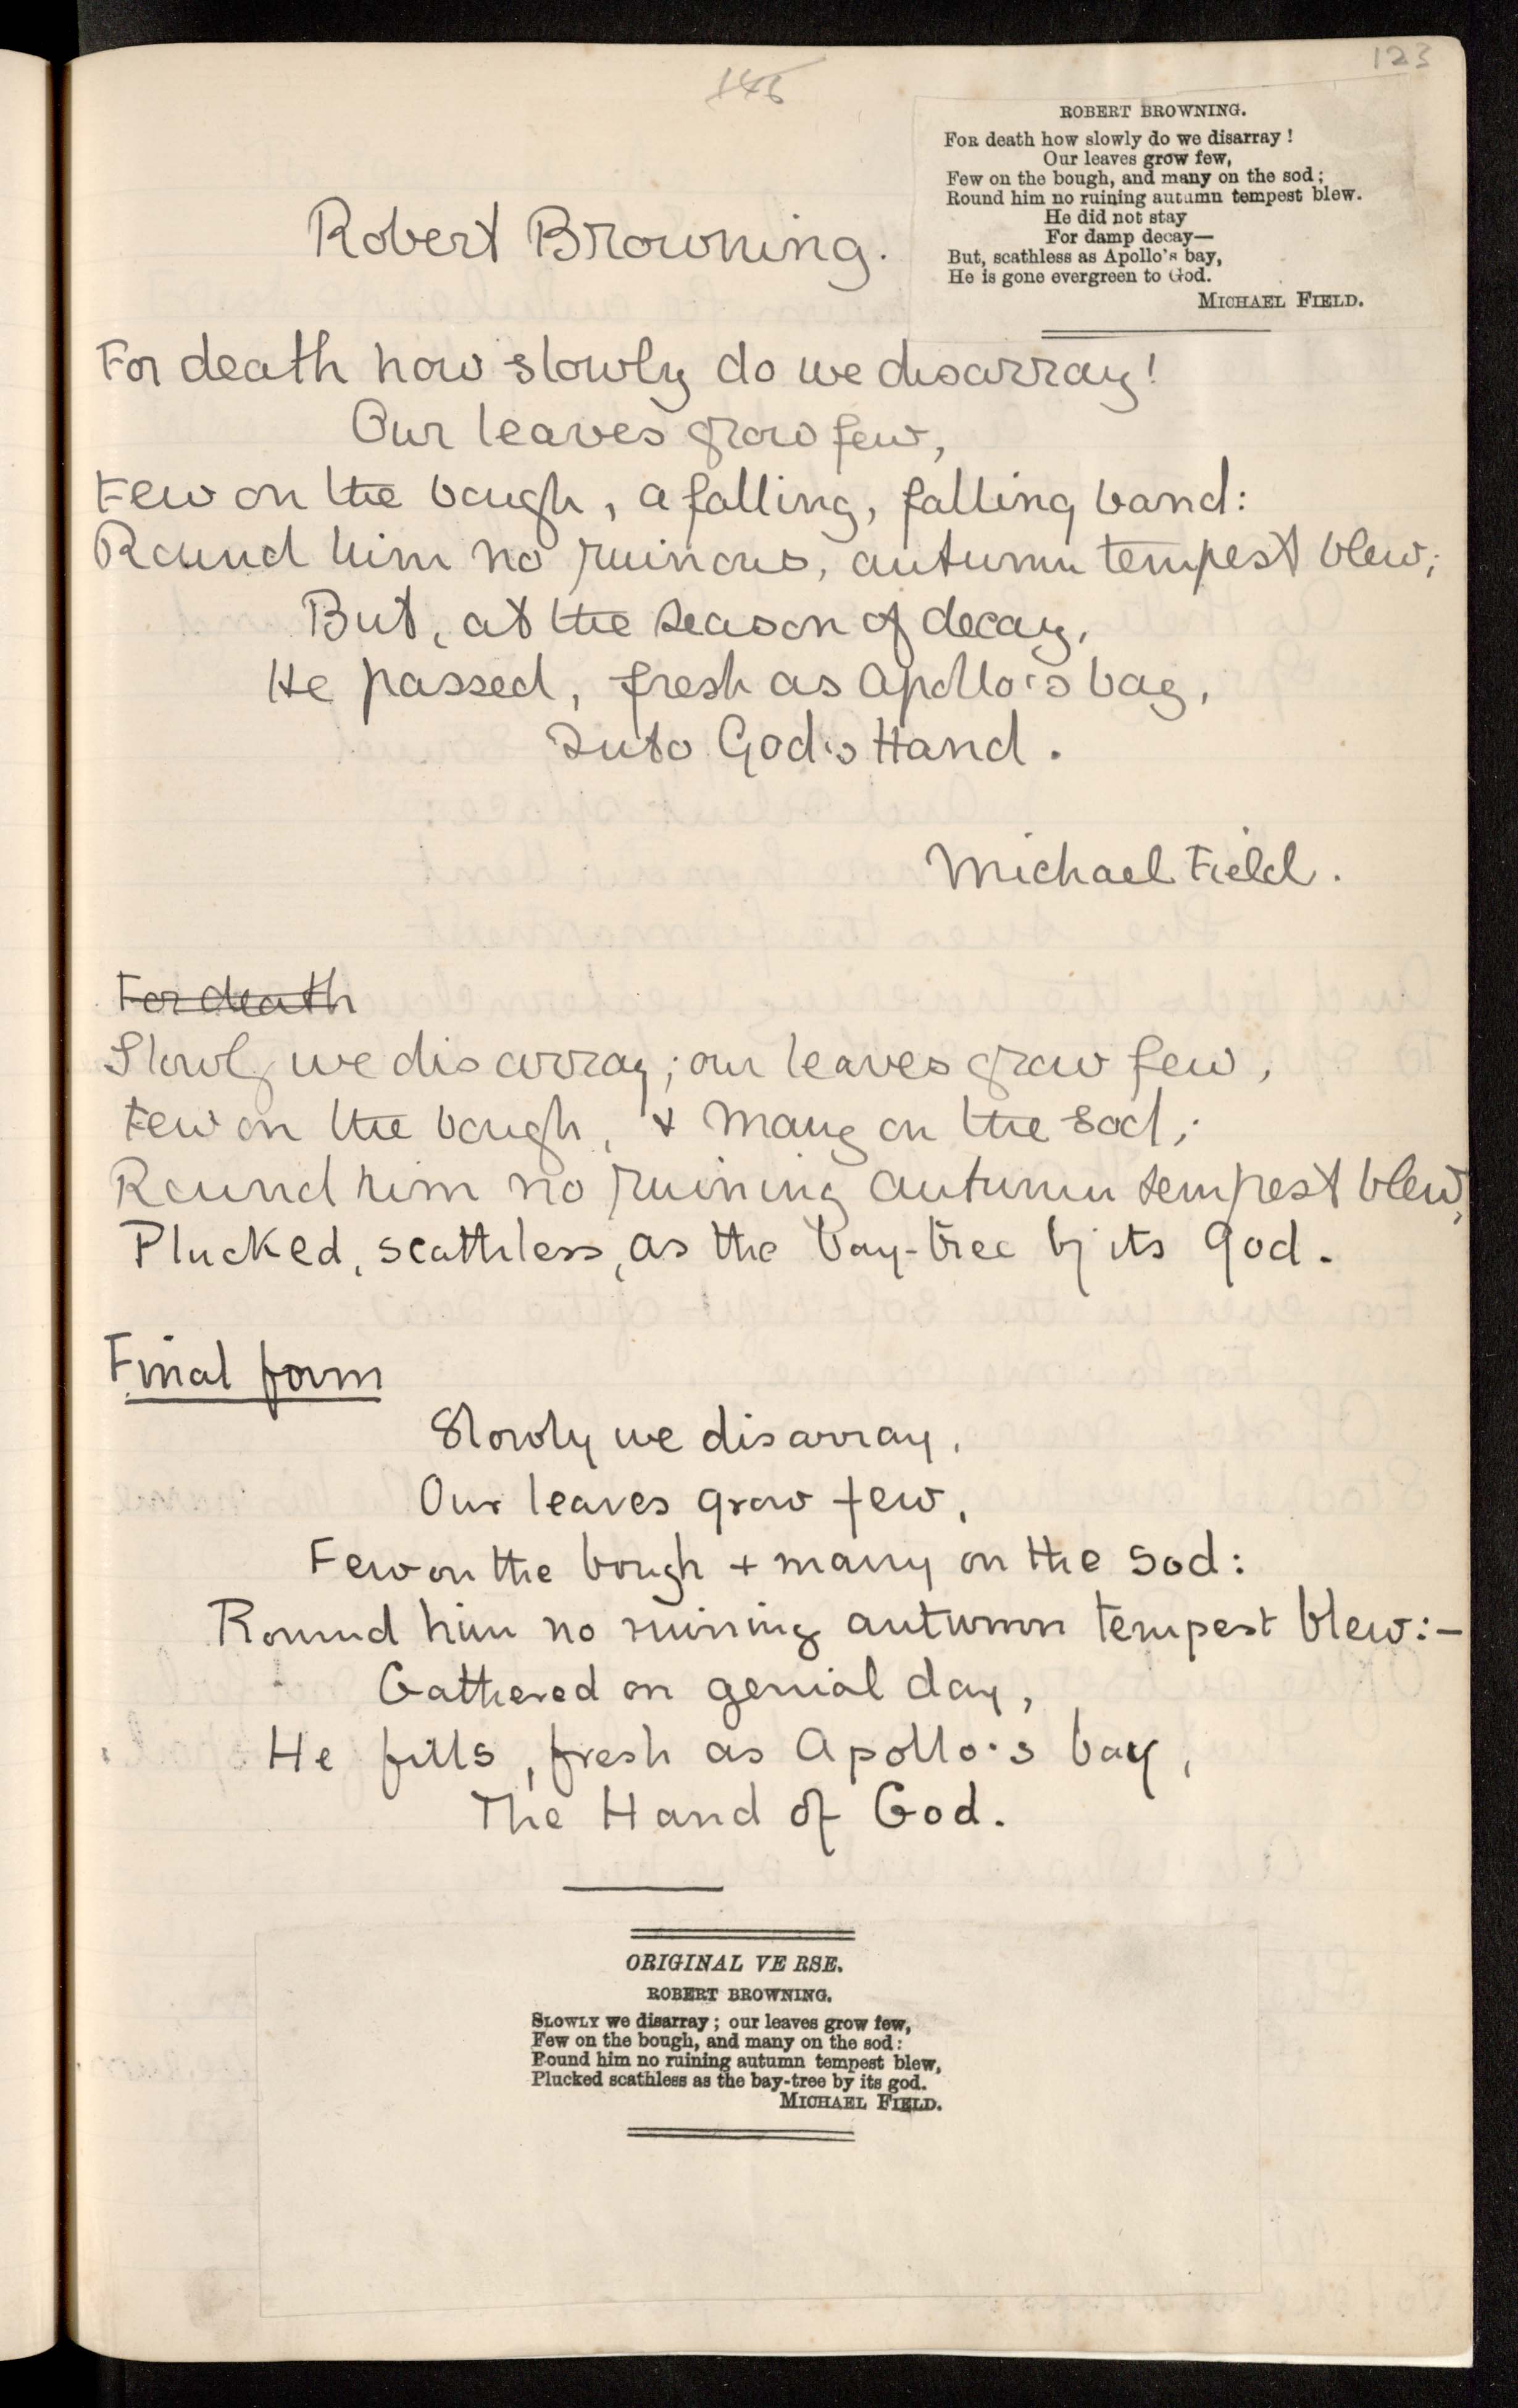 123
146
ROBERT BROWNING.
FOR death how slowly do we disarray!
Our leaves grow few,
Few on the bough, and many on the sod;
Round him no ruining autumn tempest blew.
He did not stay
For damp decay—
But, scathless as Apollo's bay,
He is gone evergreen to God.
MICHAEL FIELD.
Robert Browning.
For death how slowly do we disarray!
Our leaves grow few,
Few on the bough, a falling, falling band:
Round him no ruinous, autumn tempest blew;
But, at the season of decay,
He passed, fresh as Apollo's bay,
Into God's Hand.
Michael Field.
For death
Slowly we disarray; our leaves grow few,
Few on the bough, & many on the sod;
Round him no ruining autumn tempest blew,
Plucked, scathless, as the bay-tree by its god.
Final form
Slowly we disarray,
Our leaves grow few,
Few on the bough + many on the sod:
Round him no ruining autumn tempest blew:—
Gathered on genial day,
He fills, fresh as Apollo's bay,
The Hand of God.
ORIGINAL VE RSE.
ROBERT BROWNING.
SLOWLY we disarray; our leaves grow few,
Few on the bough, and many on the sod:
Round him no ruining autumn tempest blew,
Plucked scathless as the bay-tree by its god.
MICHAEL FIELD.